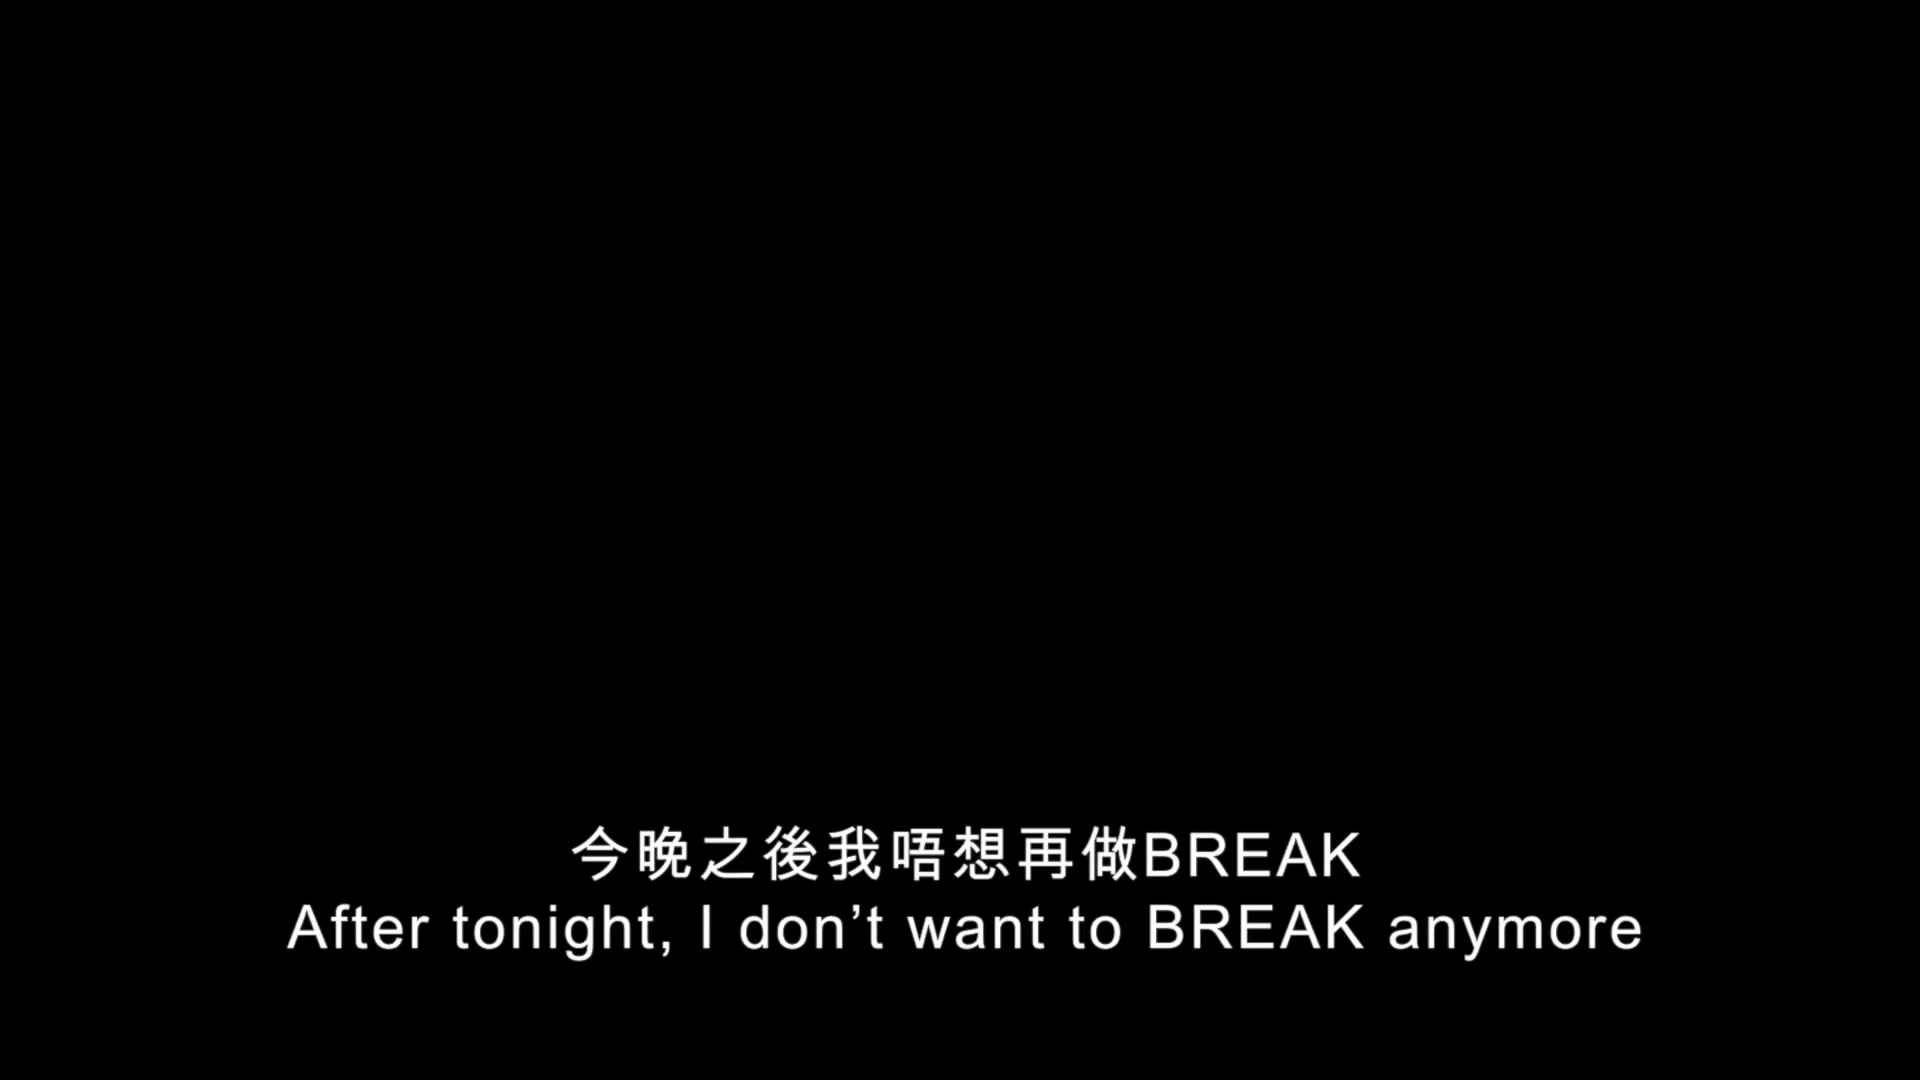 今晚之後我唔想再做BREAK
After tonight, I don’t want to BREAK anymore